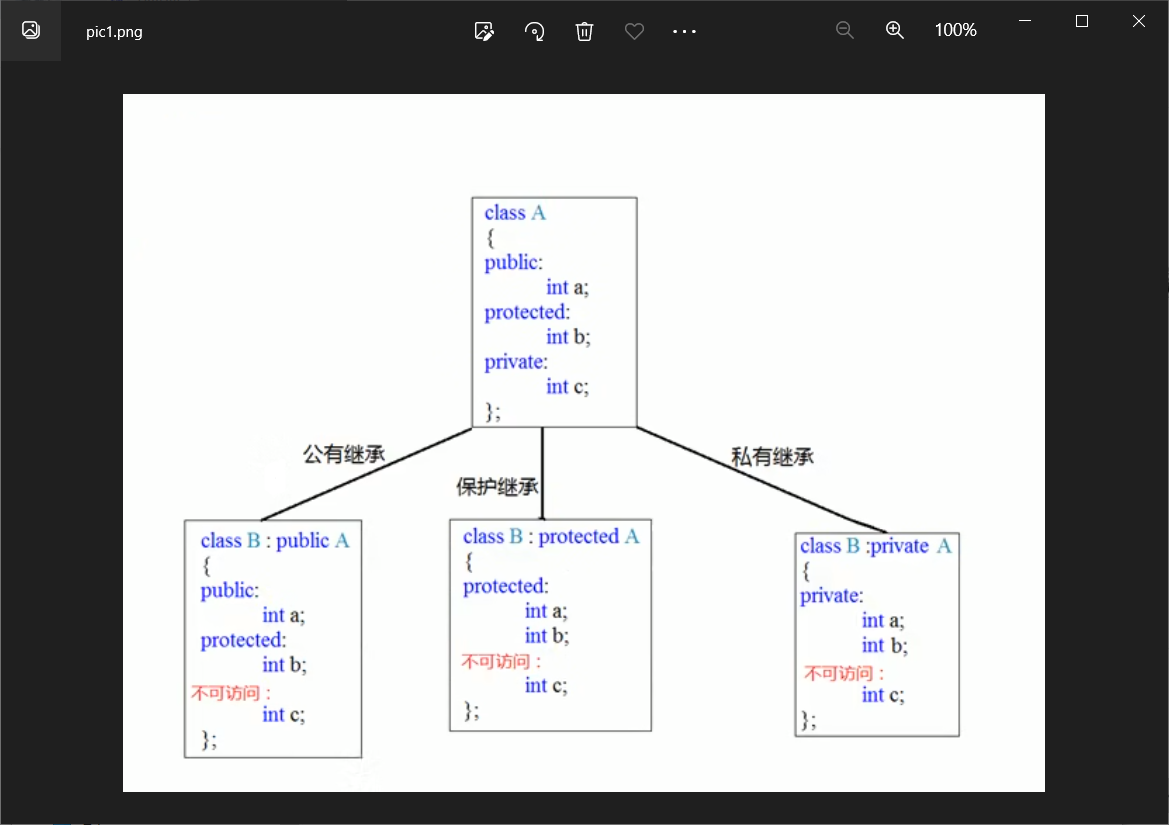 pic1.png
100%
class A
{
public:
int a;
protected:
int b;
private:
int c;
};
公有继承
保护继承
私有继承
class B : public A
{
public:
int a;
protected:
int b;
不可访问：
int c;
};
class B : protected A
{
protected:
int a;
int b;
不可访问：
int c;
};
class B :private A
{
private:
int a;
int b;
不可访问：
int c;
};